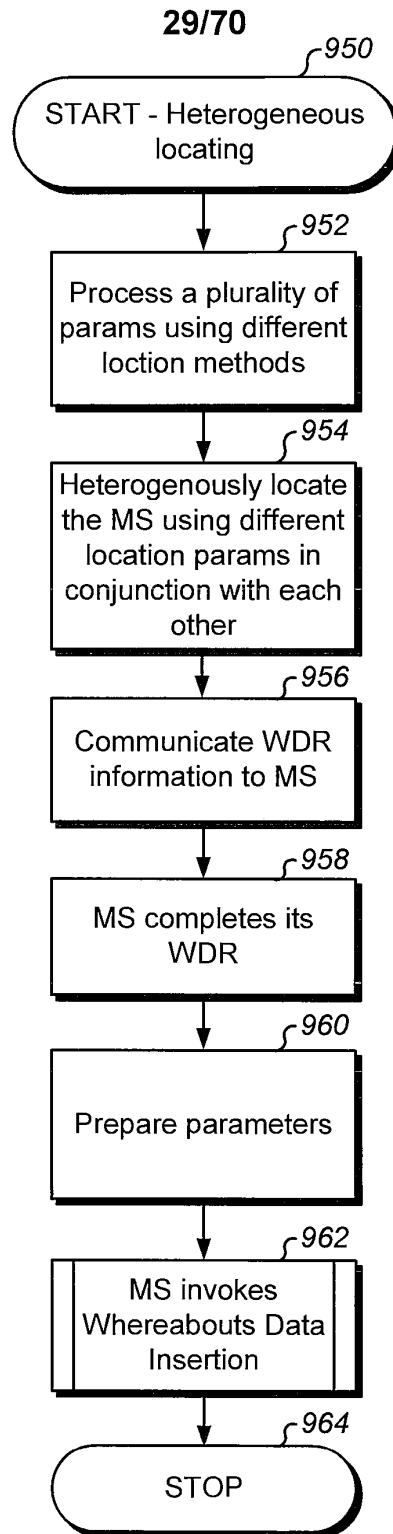 29/70
950
START - Heterogeneous
locating
952
Process a plurality of
params using different
loction methods
954
Heterogenously locate
the MS using different
location params in
conjunction with each
other
956
Communicate WDR
information to MS
958
MS completes its
WDR
960
Prepare parameters
962
MS invokes
Whereabouts Data
Insertion
964
STOP